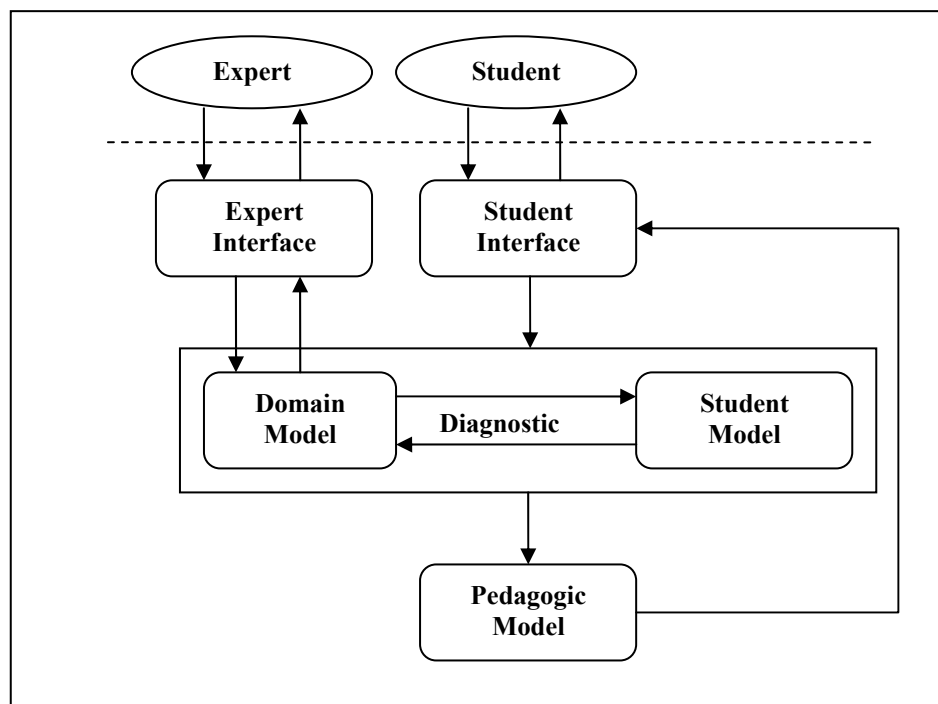 Expert
Student
Expert
Interface
Student
Interface
Domain
Model
Diagnostic
Student
Model
Pedagogic
Model